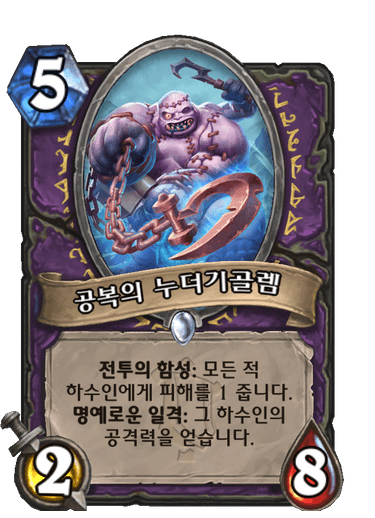 5
공복의 누더기골렘
전투의 함성: 모든 적
하수인에게 피해를 1 줍니다.
명예로운 일격: 그 하수인의
공격력을 얻습니다.
2
8